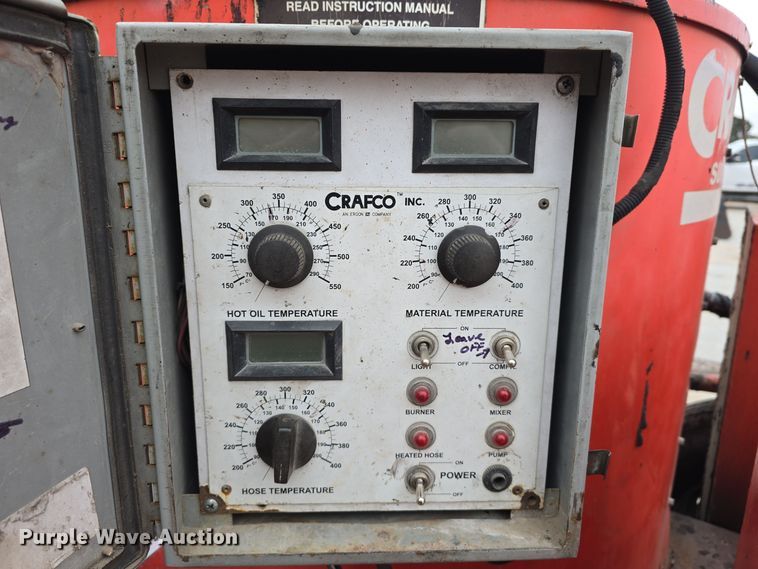 READ INSTRUCTION MANUAL
BEFORE OPERATING
CRAFCO™ INC.
AN ERGON COMPANY
150 200 250 300 350 400 450 500 550
HOT OIL TEMPERATURE
200 220 240 260 280 300 320 340 360 380 400
MATERIAL TEMPERATURE
ON
Leave
off
LIGHT
OFF
COMPR.
BURNER
MIXER
HEATED HOSE
PUMP
200 220 240 260 280 300 320 340 360 380 400
HOSE TEMPERATURE
ON
POWER
OFF
Purple Wave Auction